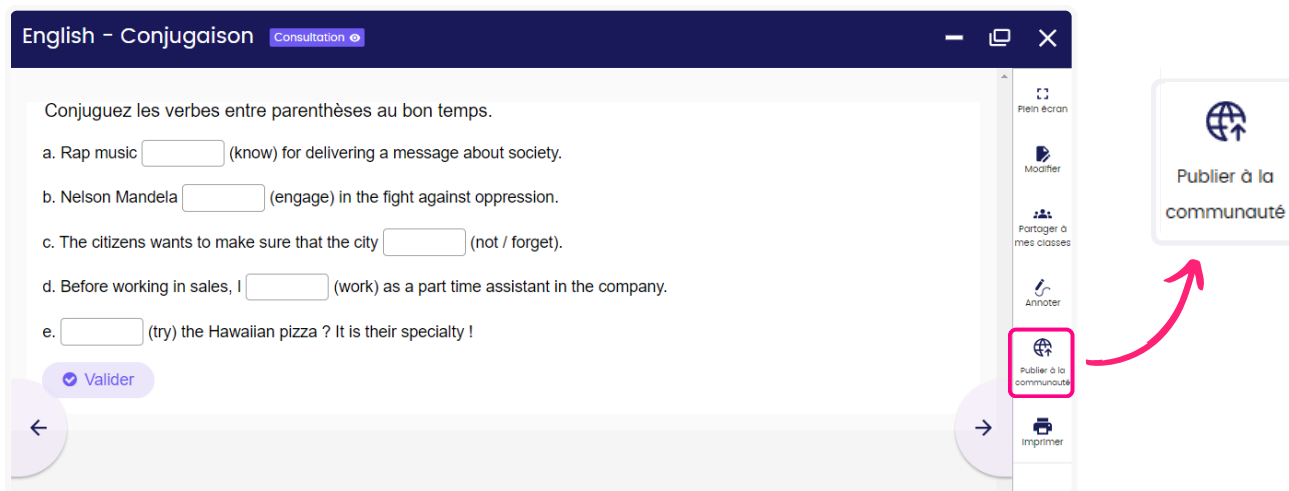 English - Conjugaison Consultation
Conjuguez les verbes entre parenthèses au bon temps.
a. Rap music (know) for delivering a message about society.
b. Nelson Mandela (engage) in the fight against oppression.
c. The citizens wants to make sure that the city (not / forget).
d. Before working in sales, I (work) as a part time assistant in the company.
e. (try) the Hawaiian pizza ? It is their specialty !
Valider
Plein écran
Modifier
Partager à
mes classes
Annoter
Publier à la
communauté
Imprimer
Publier à la
communauté